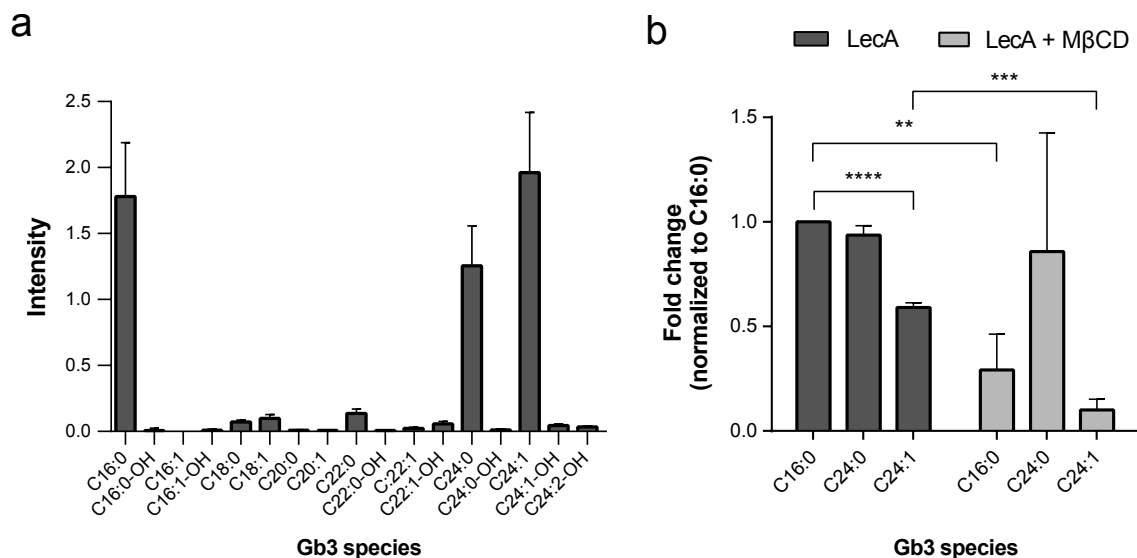 a
Intensity
2.5
2.0
1.5
1.0
0.5
0.0
C16:0
C16:0-OH
C16:1
C16:1-OH
C18:0
C18:1
C20:0
C20:1
C22:0
C22:0-OH
C:22:1
C22:1-OH
C24:0
C24:0-OH
C24:1
C24:1-OH
C24:2-OH
Gb3 species
b
LecA
LecA + MβCD
***
**
****
Fold change
(normalized to C16:0)
1.5
1.0
0.5
0.0
C16:0
C24:0
C24:1
C16:0
C24:0
C24:1
Gb3 species